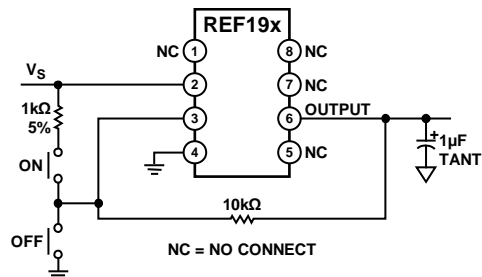 REF19x
NC 1
8 NC
VS
2
7 NC
1kΩ
5%
3
6 OUTPUT
1µF
TANT
+
ON
4
5 NC
10kΩ
OFF
NC = NO CONNECT